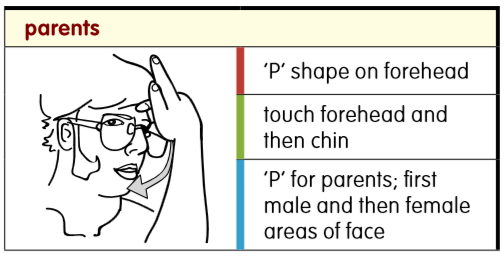 parents
‘P’ shape on forehead
touch forehead and
then chin
‘P’ for parents; first
male and then female
areas of face